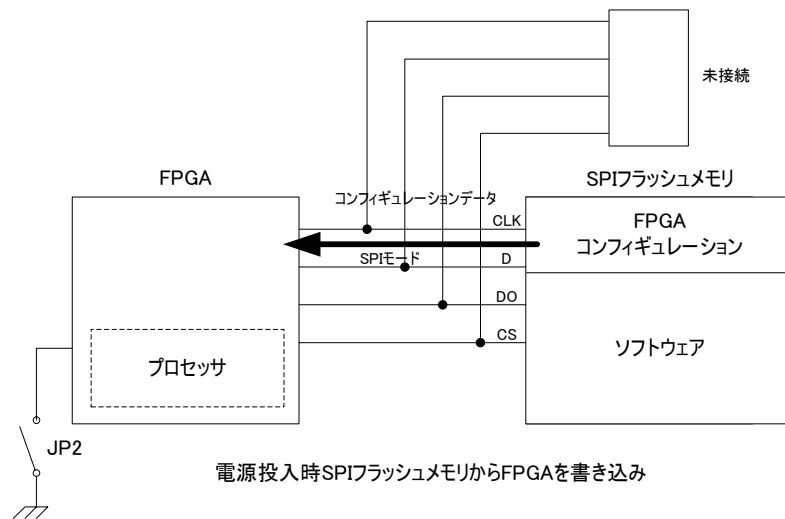 未接続
FPGA
SPIフラッシュメモリ
コンフィギュレーションデータ
CLK
FPGA
コンフィギュレーション
SPIモード
D
DO
CS
プロセッサ
ソフトウェア
JP2
電源投入時SPIフラッシュメモリからFPGAを書き込み